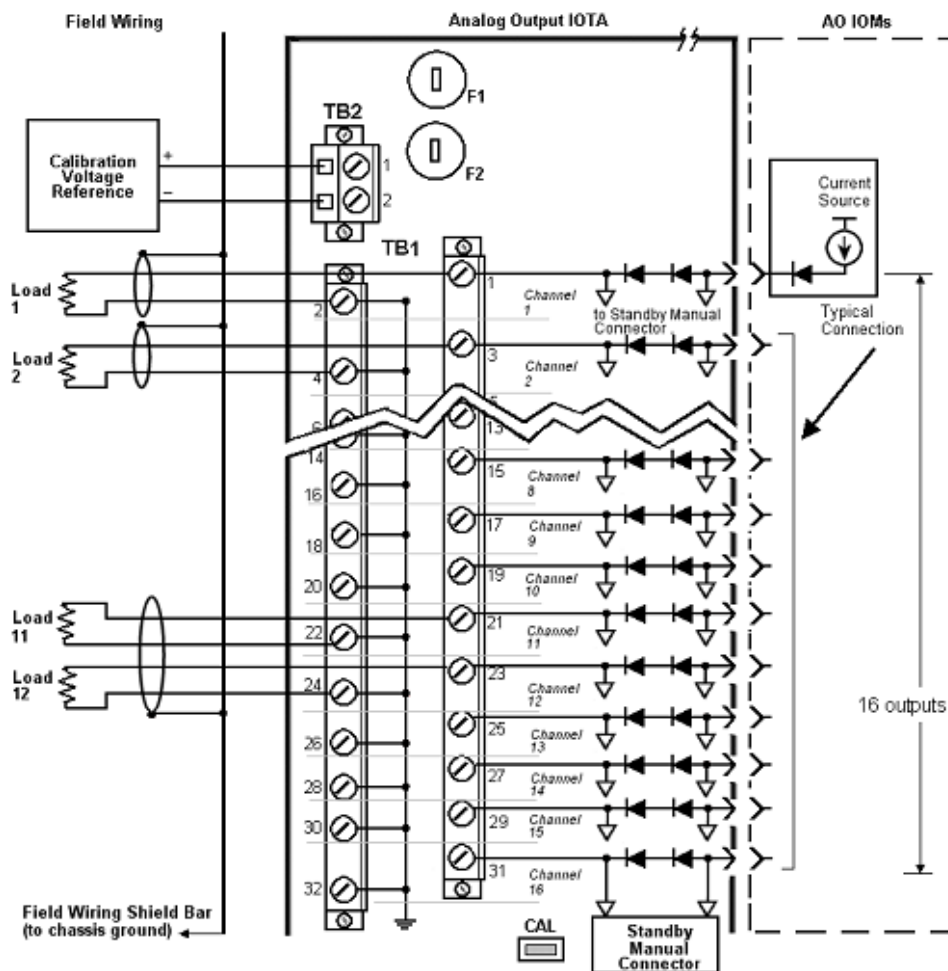 Field Wiring
Analog Output IOTA
AO IOMs
F1
TB2
F2
Calibration
Voltage
Reference
+
−
1
2
Current
Source
TB1
Load
1
2
1
Channel
1
to Standby Manual
Connector
Typical
Connection
Load
2
4
3
Channel
2
6
13
14
15
Channel
8
16
17
Channel
9
18
19
Channel
10
20
Load
11
22
21
Channel
11
Load
12
24
23
Channel
12
16 outputs
26
25
Channel
13
28
27
Channel
14
30
29
Channel
15
32
31
Channel
16
Field Wiring Shield Bar
(to chassis ground)
CAL
Standby
Manual
Connector